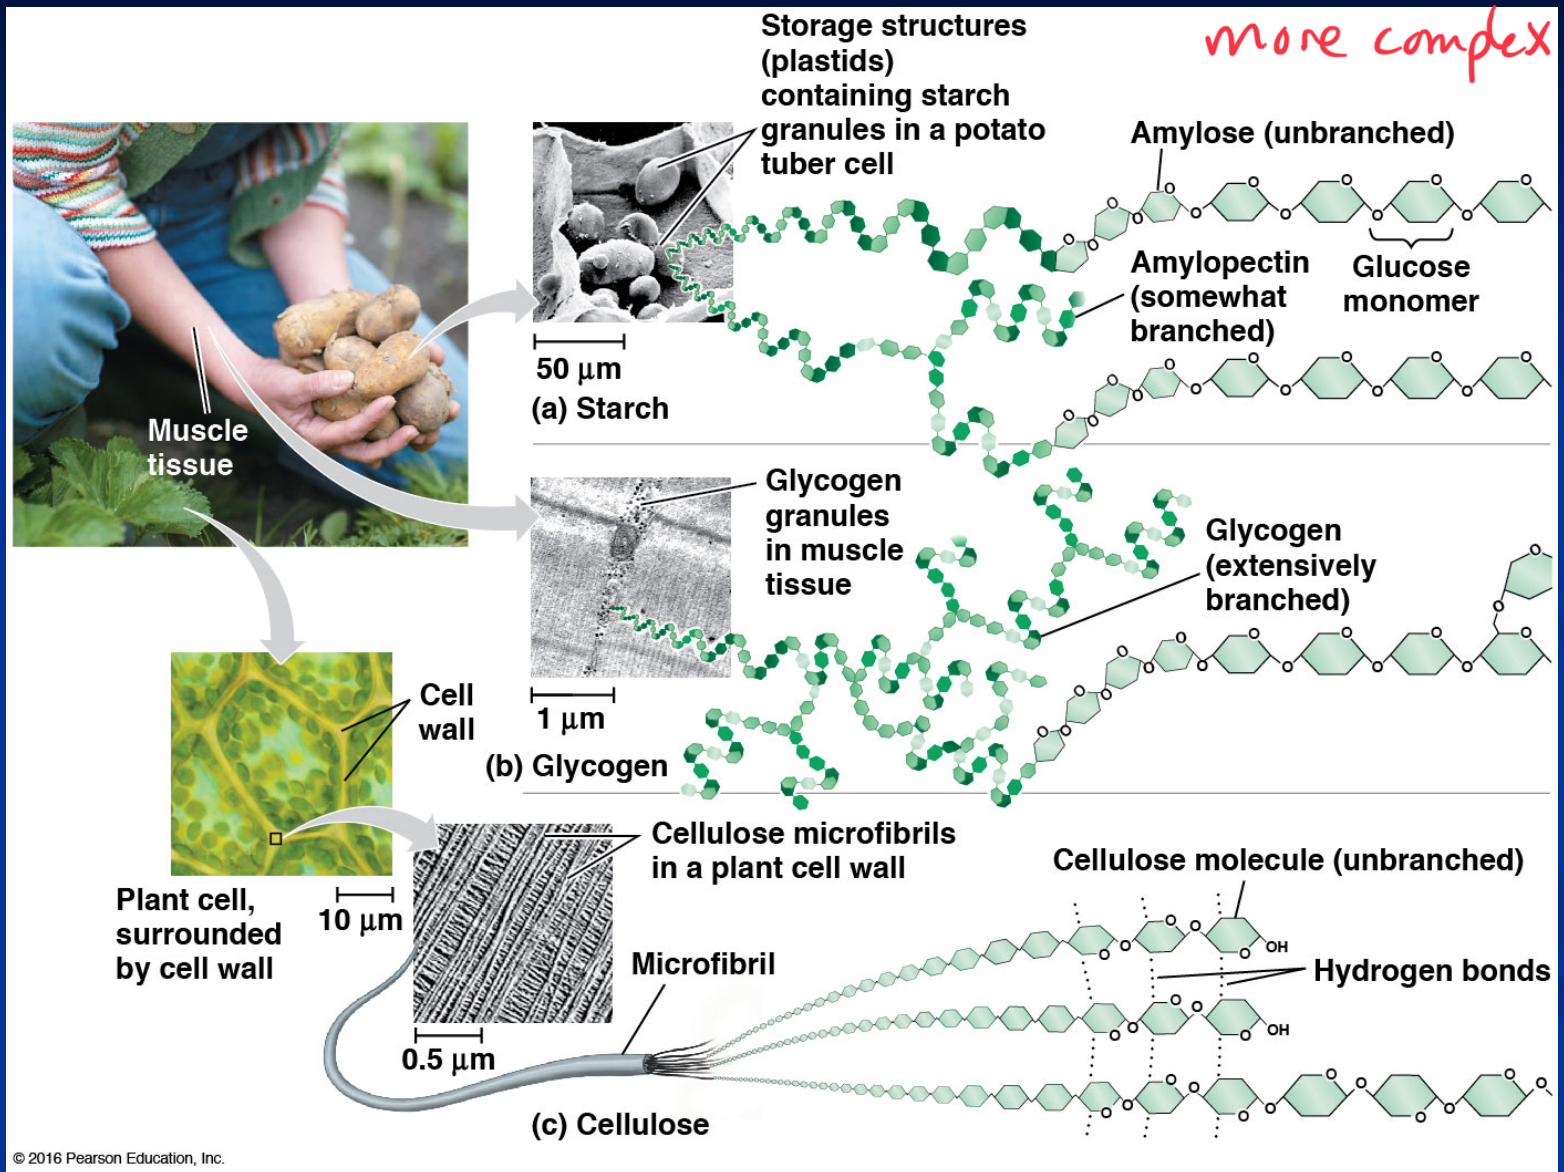 more complex
Storage structures
(plastids)
containing starch
granules in a potato
tuber cell
Amylose (unbranched)
Amylopectin
(somewhat
branched)
Glucose
monomer
50 μm
(a) Starch
Muscle
tissue
Glycogen
granules
in muscle
tissue
Glycogen
(extensively
branched)
1 μm
(b) Glycogen
Cell
wall
Plant cell,
surrounded
by cell wall
10 μm
Cellulose microfibrils
in a plant cell wall
Cellulose molecule (unbranched)
Microfibril
Hydrogen bonds
0.5 μm
(c) Cellulose
O O O O O O O O O O O O O
O O O O O O O O O O O O O
O O O O O O O O O O O O O O O
O O O O O OH
O O O O O OH
O O O O O O O O O O
© 2016 Pearson Education, Inc.